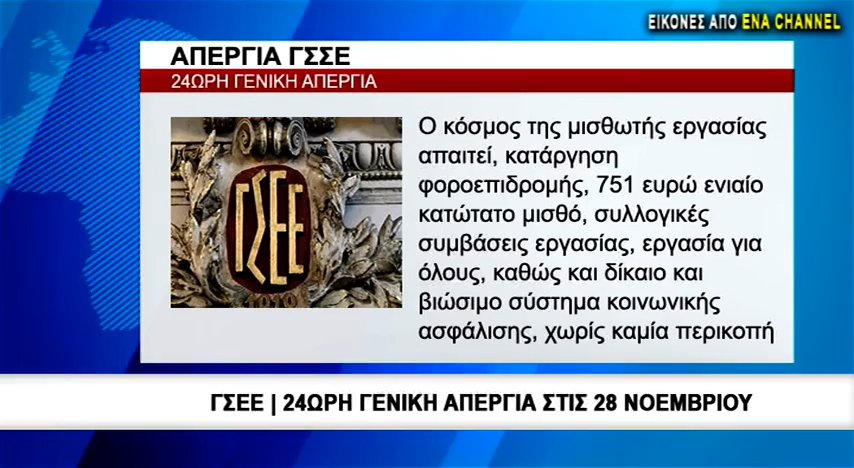 ΕΙΚΟΝΕΣ ΑΠΟ ΕΝΑ CHANNEL
ΑΠΕΡΓΙΑ ΓΣΣΕ
24ΩΡΗ ΓΕΝΙΚΗ ΑΠΕΡΓΙΑ
ΓΣΕΕ
1919
Ο κόσμος της μισθωτής εργασίας
απαιτεί, κατάργηση
φοροεπιδρομής, 751 ευρώ ενιαίο
κατώτατο μισθό, συλλογικές
συμβάσεις εργασίας, εργασία για
όλους, καθώς και δίκαιο και
βιώσιμο σύστημα κοινωνικής
ασφάλισης, χωρίς καμία περικοπή
ΓΣΕΕ | 24ΩΡΗ ΓΕΝΙΚΗ ΑΠΕΡΓΙΑ ΣΤΙΣ 28 ΝΟΕΜΒΡΙΟΥ